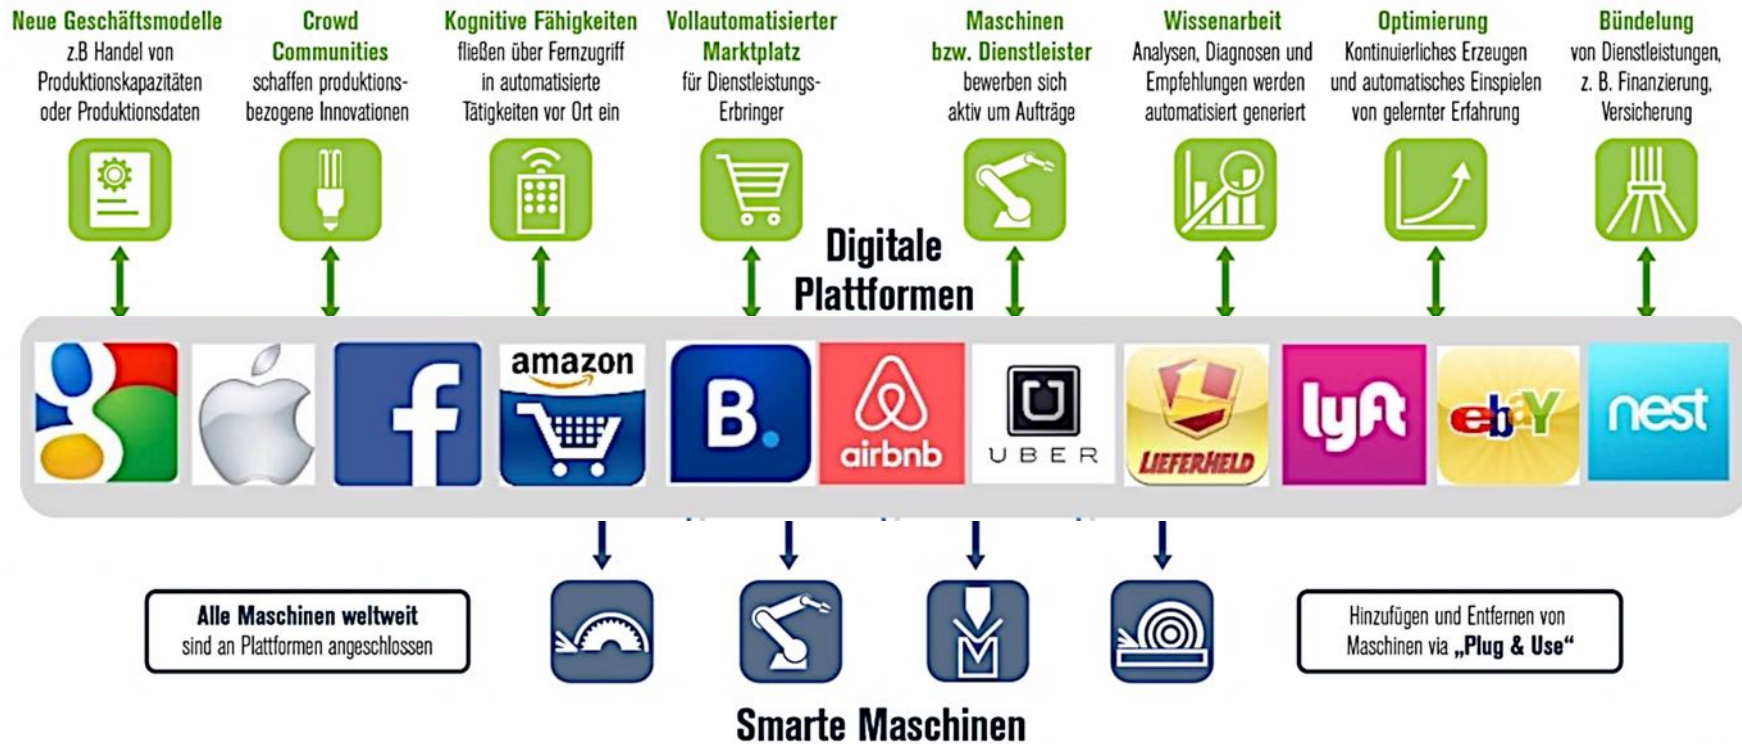 Neue Geschäftsmodelle
z.B Handel von
Produktionskapazitäten
oder Produktionsdaten
Crowd
Communities
schaffen produktions-
bezogene Innovationen
Kognitive Fähigkeiten
fließen über Fernzugriff
in automatisierte
Tätigkeiten vor Ort ein
Vollautomatisierter
Marktplatz
für Dienstleistungs-
Erbringer
Maschinen
bzw. Dienstleister
bewerben sich
aktiv um Aufträge
Wissenarbeit
Analysen, Diagnosen und
Empfehlungen werden
automatisiert generiert
Optimierung
Kontinuierliches Erzeugen
und automatisches Einspielen
von gelernter Erfahrung
Bündelung
von Dienstleistungen,
z. B. Finanzierung,
Versicherung
Digitale
Plattformen
g
f
amazon
B.
airbnb
UBER
LIEFERHELD
lyft
ebaY
nest
Alle Maschinen weltweit
sind an Plattformen angeschlossen
Hinzufügen und Entfernen von
Maschinen via „Plug & Use“
Smarte Maschinen